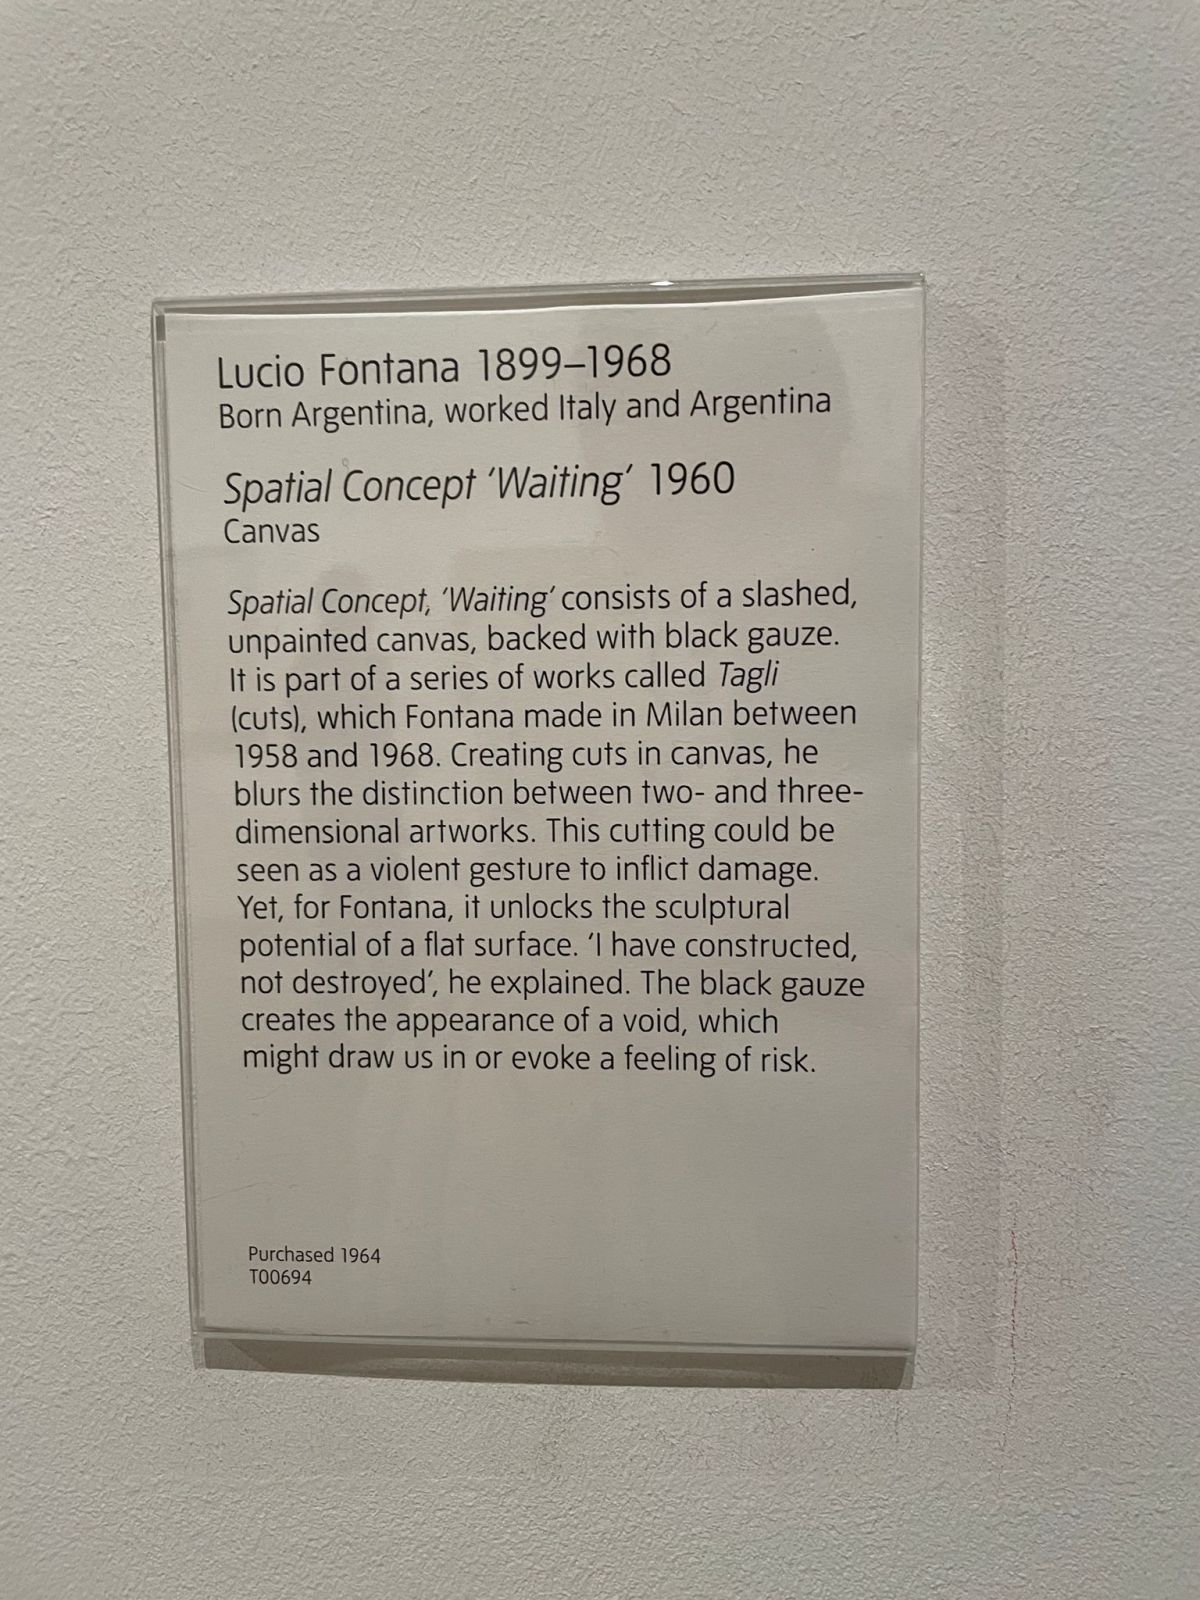 Lucio Fontana 1899–1968
Born Argentina, worked Italy and Argentina
Spatial Concept ‘Waiting’ 1960
Canvas
Spatial Concept, ‘Waiting’ consists of a slashed,
unpainted canvas, backed with black gauze.
It is part of a series of works called Tagli
(cuts), which Fontana made in Milan between
1958 and 1968. Creating cuts in canvas, he
blurs the distinction between two- and three-
dimensional artworks. This cutting could be
seen as a violent gesture to inflict damage.
Yet, for Fontana, it unlocks the sculptural
potential of a flat surface. ‘I have constructed,
not destroyed’, he explained. The black gauze
creates the appearance of a void, which
might draw us in or evoke a feeling of risk.
Purchased 1964
T00694